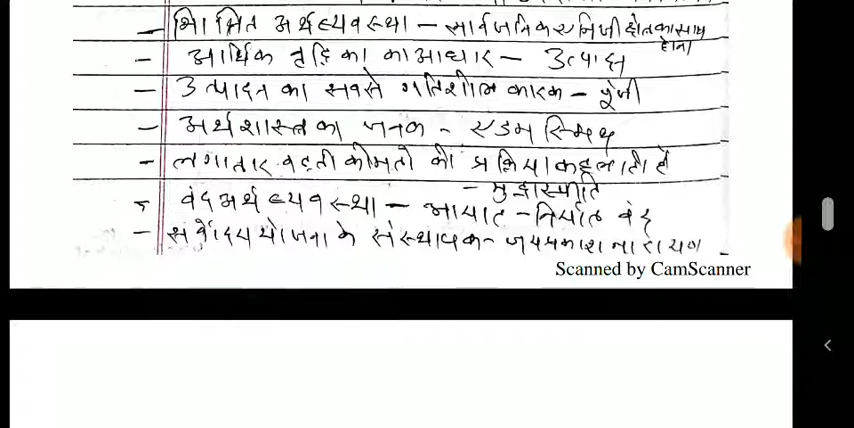 - मिश्रित अर्थव्यवस्था - सार्वजनिक एव निजी क्षेत्र का साथ
होना
- आर्थिक वृद्धि का का आधार - उत्पादन
- उत्पादन का सबसे गतिशील कारक - पूंजी
- अर्थशास्त्र का जनक - एडम स्मिथ
- लगातार बढ़ती कीमतो की प्रक्रिया कहलाती है
- मुद्रास्फीति
- बंद अर्थव्यवस्था - आयात - निर्यात बंद
- सर्वोदय योजना के संस्थापक - जयप्रकाश नारायण
Scanned by CamScanner